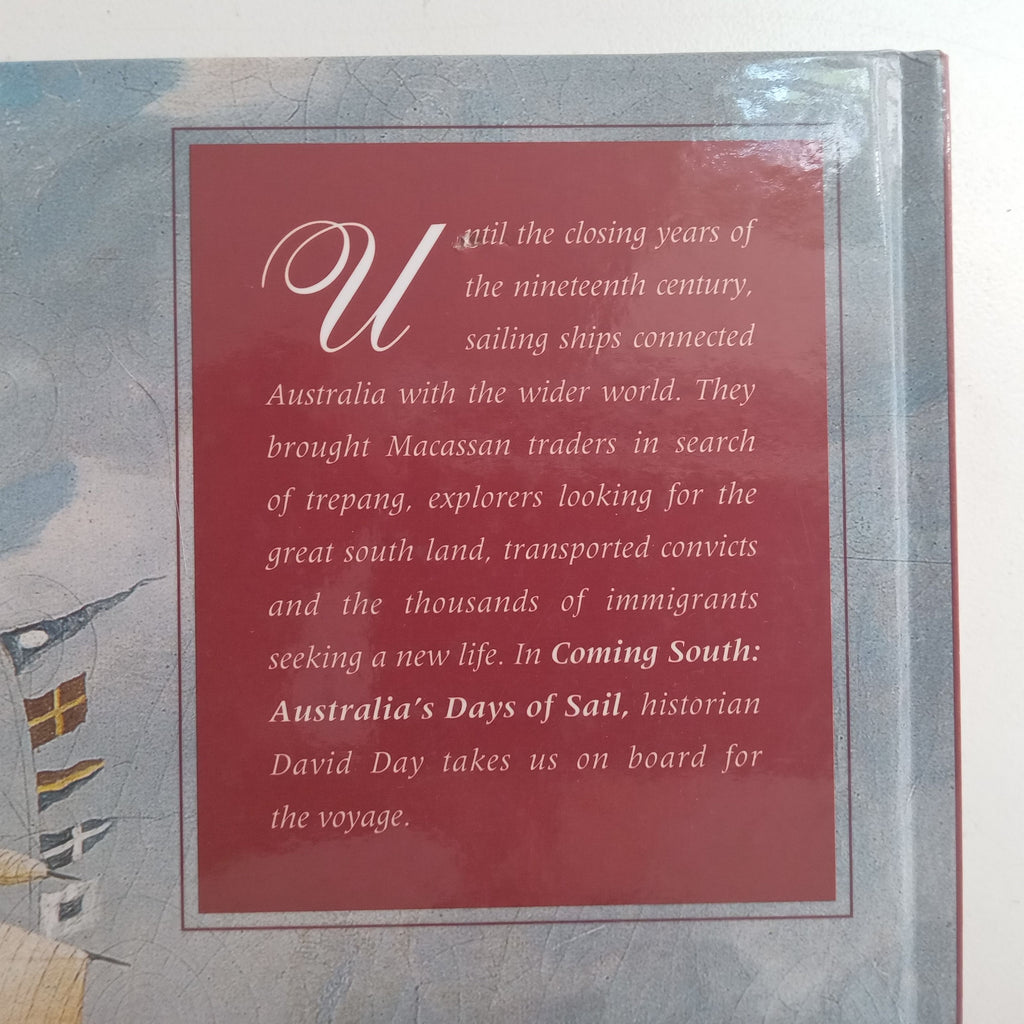 Until the closing years of
the nineteenth century,
sailing ships connected
Australia with the wider world. They
brought Macassan traders in search
of trepang, explorers looking for the
great south land, transported convicts
and the thousands of immigrants
seeking a new life. In Coming South:
Australia's Days of Sail, historian
David Day takes us on board for
the voyage.